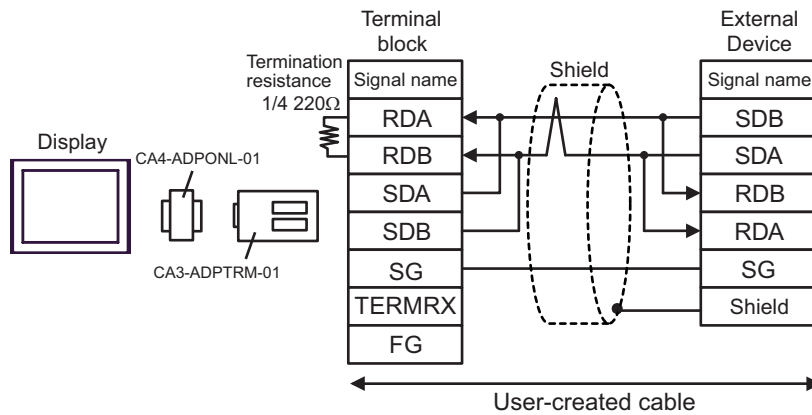 Terminal
block
External
Device
Termination
resistance
1/4 220Ω
Shield
Signal name
Signal name
RDA
SDB
Display
CA4-ADPONL-01
RDB
SDA
SDA
RDB
SDB
RDA
CA3-ADPTRM-01
SG
SG
TERMRX
Shield
FG
User-created cable